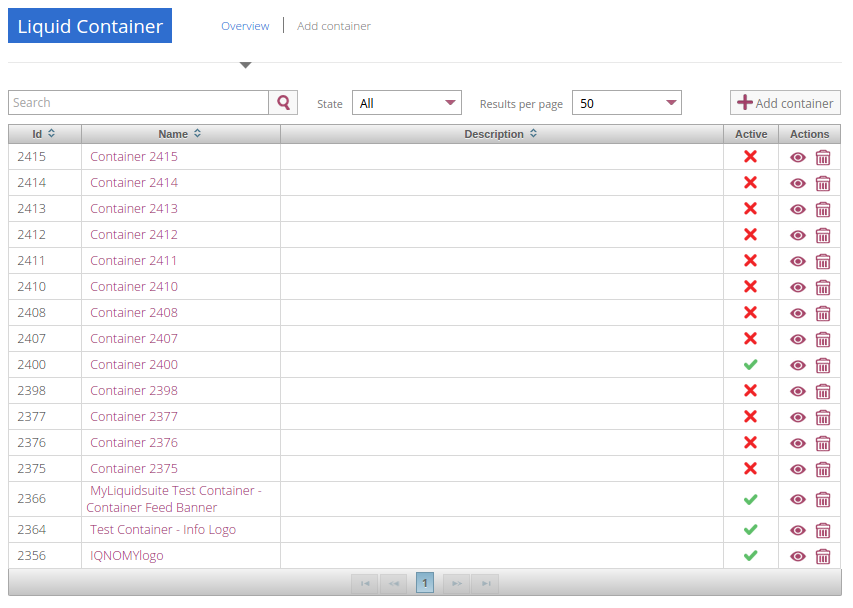 Liquid Container
Overview
Add container
Search
State
All
Results per page
50
Add container
Id Name Description Active Actions
2415 Container 2415
2414 Container 2414
2413 Container 2413
2412 Container 2412
2411 Container 2411
2410 Container 2410
2408 Container 2408
2407 Container 2407
2400 Container 2400
2398 Container 2398
2377 Container 2377
2376 Container 2376
2375 Container 2375
2366 MyLiquidsuite Test Container -
Container Feed Banner
2364 Test Container - Info Logo
2356 IQNOMYlogo
1